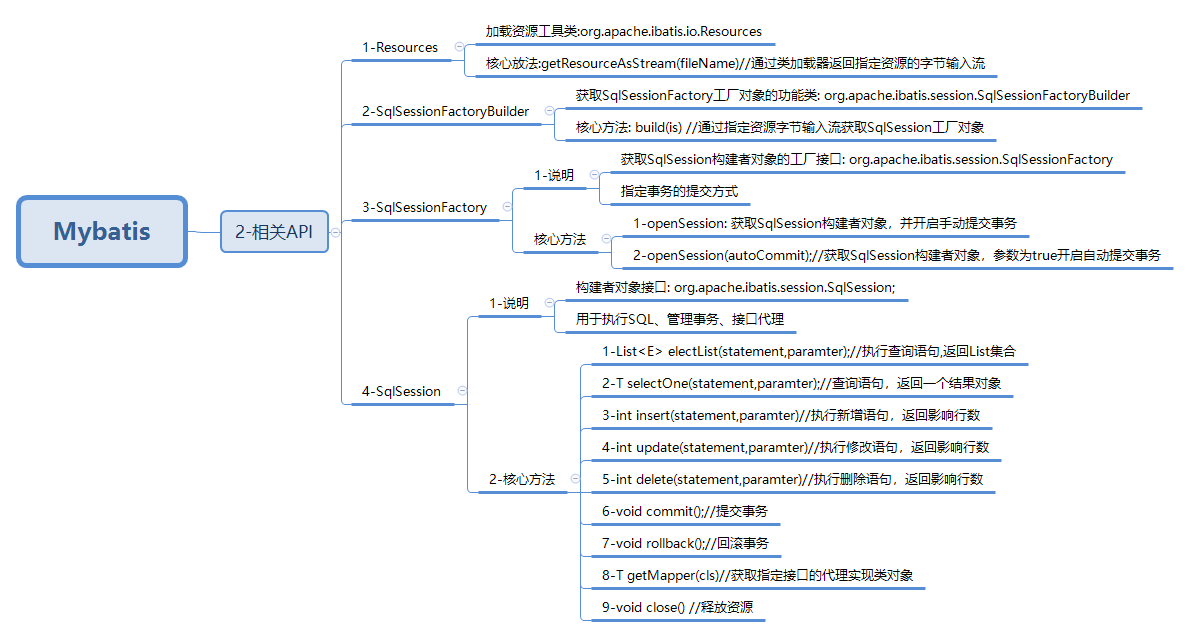 Mybatis
2-相关API
1-Resources
加载资源工具类:org.apache.ibatis.io.Resources
核心放法:getResourceAsStream(fileName)//通过类加载器返回指定资源的字节输入流
2-SqlSessionFactoryBuilder
获取SqlSessionFactory工厂对象的功能类: org.apache.ibatis.session.SqlSessionFactoryBuilder
核心方法: build(is) //通过指定资源字节输入流获取SqlSession工厂对象
3-SqlSessionFactory
1-说明
获取SqlSession构建者对象的工厂接口: org.apache.ibatis.session.SqlSessionFactory
指定事务的提交方式
核心方法
1-openSession: 获取SqlSession构建者对象，并开启手动提交事务
2-openSession(autoCommit);//获取SqlSession构建者对象，参数为true开启自动提交事务
4-SqlSession
1-说明
构建者对象接口: org.apache.ibatis.session.SqlSession;
用于执行SQL、管理事务、接口代理
2-核心方法
1-List<E> electList(statement,paramter);//执行查询语句,返回List集合
2-T selectOne(statement,paramter);//查询语句，返回一个结果对象
3-int insert(statement,paramter)//执行新增语句，返回影响行数
4-int update(statement,paramter)//执行修改语句，返回影响行数
5-int delete(statement,paramter)//执行删除语句，返回影响行数
6-void commit();//提交事务
7-void rollback();//回滚事务
8-T getMapper(cls)//获取指定接口的代理实现类对象
9-void close() //释放资源